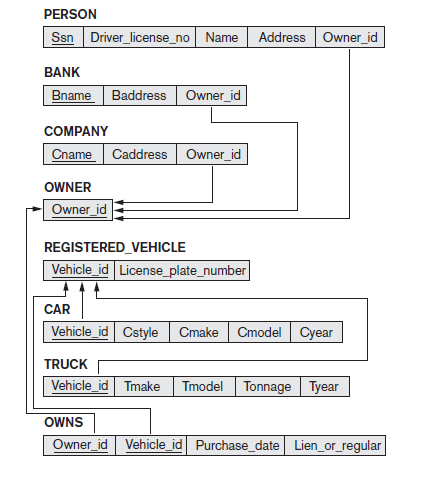 PERSON
Ssn Driver_license_no Name Address Owner_id
BANK
Bname Baddress Owner_id
COMPANY
Cname Caddress Owner_id
OWNER
Owner_id
REGISTERED_VEHICLE
Vehicle_id License_plate_number
CAR
Vehicle_id Cstyle Cmake Cmodel Cyear
TRUCK
Vehicle_id Tmake Tmodel Tonnage Tyear
OWNS
Owner_id Vehicle_id Purchase_date Lien_or_regular